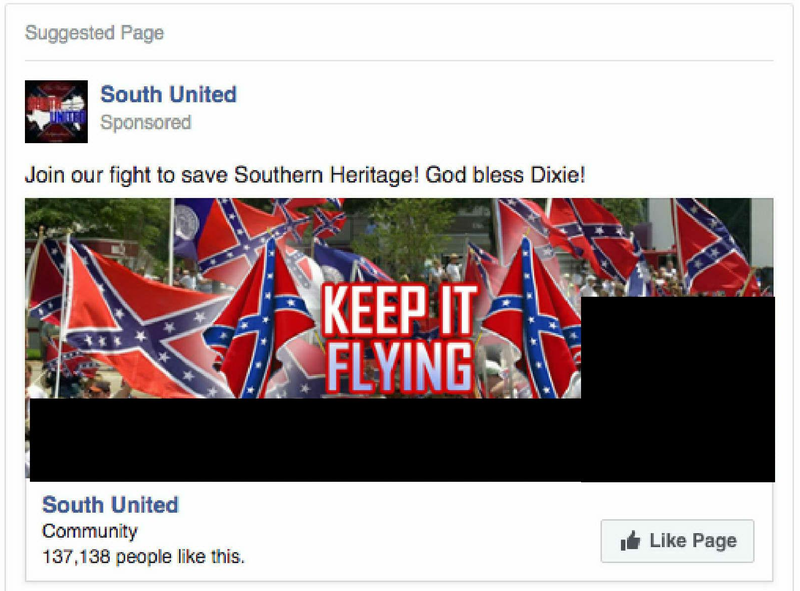 Suggested Page
South United
Sponsored
Join our fight to save Southern Heritage! God bless Dixie!
KEEP IT
FLYING
South United
Community
137,138 people like this.
Like Page